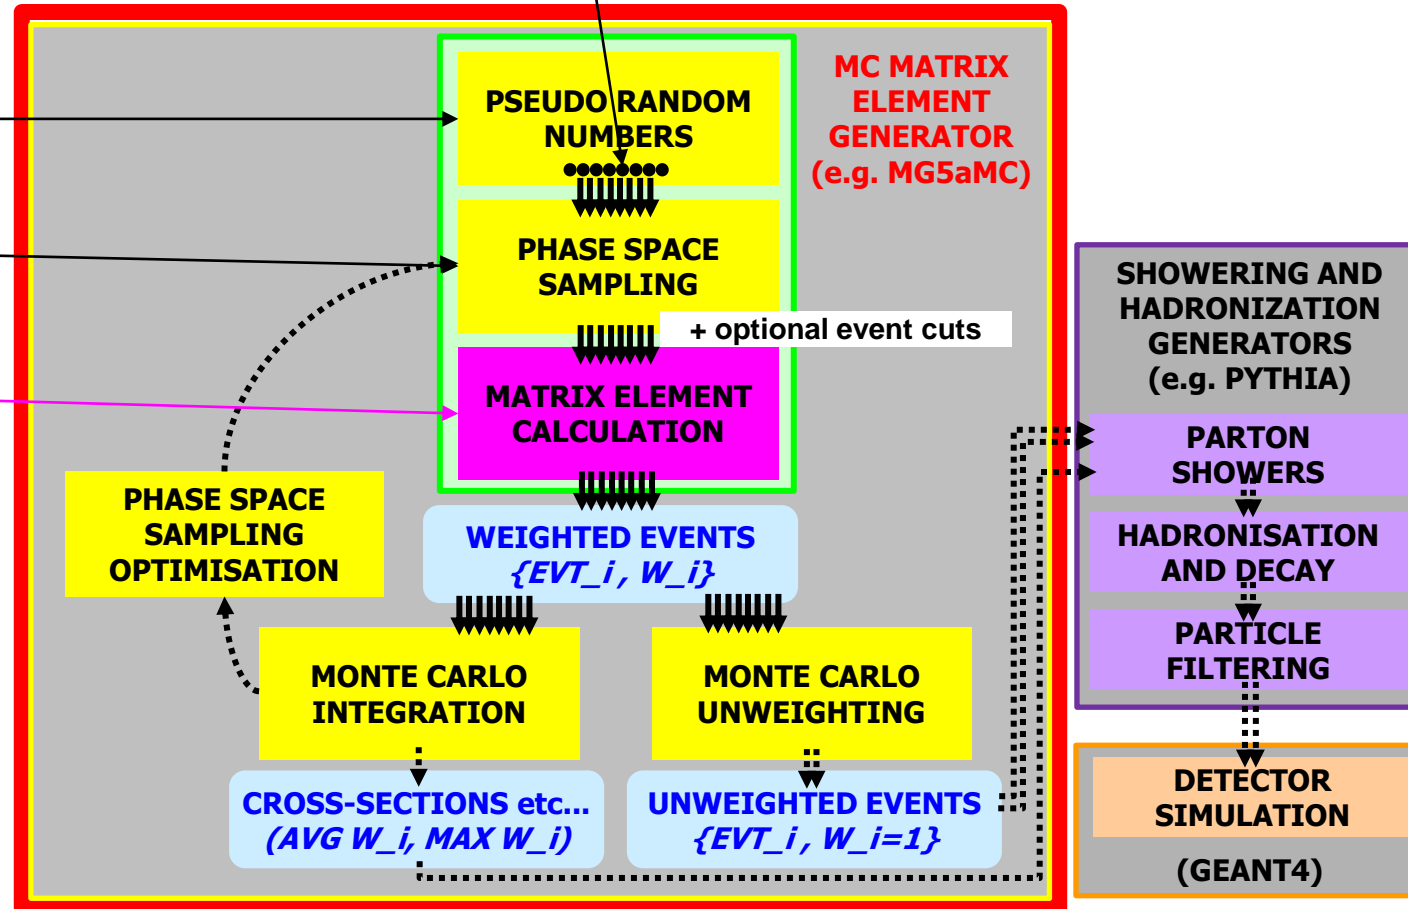 PSEUDO RANDOM
NUMBERS
MC MATRIX
ELEMENT
GENERATOR
(e.g. MG5aMC)
PHASE SPACE
SAMPLING
+ optional event cuts
MATRIX ELEMENT
CALCULATION
PHASE SPACE
SAMPLING
OPTIMISATION
WEIGHTED EVENTS
{EVT_i , W_i}
MONTE CARLO
INTEGRATION
MONTE CARLO
UNWEIGHTING
CROSS-SECTIONS etc...
(AVG W_i, MAX W_i)
UNWEIGHTED EVENTS
{EVT_i , W_i=1}
SHOWERING AND
HADRONIZATION
GENERATORS
(e.g. PYTHIA)
PARTON
SHOWERS
HADRONISATION
AND DECAY
PARTICLE
FILTERING
DETECTOR
SIMULATION
(GEANT4)